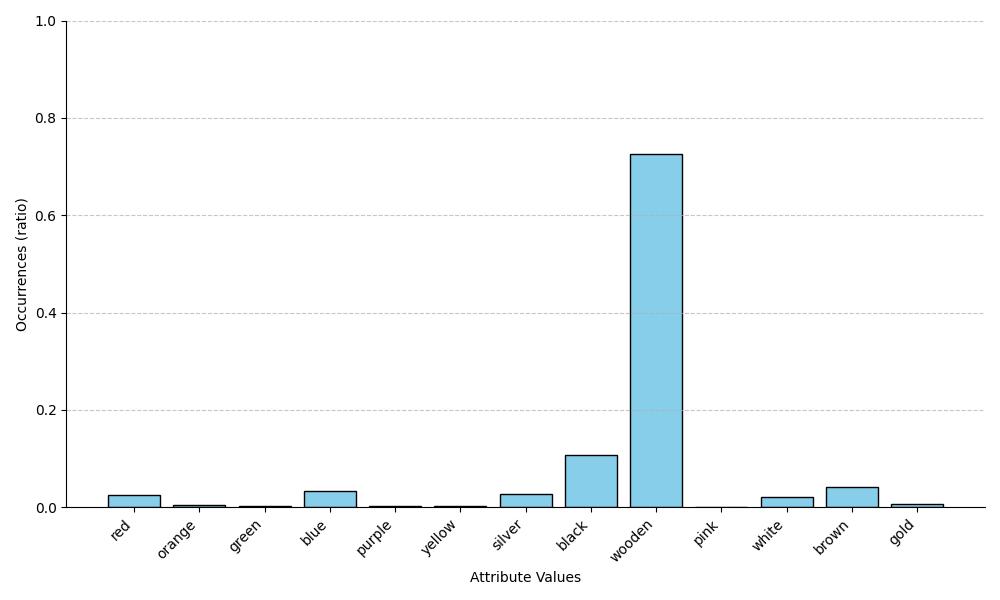 1.0
0.8
0.6
0.4
0.2
0.0
Occurrences (ratio)
red
orange
green
blue
purple
yellow
silver
black
wooden
pink
white
brown
gold
Attribute Values